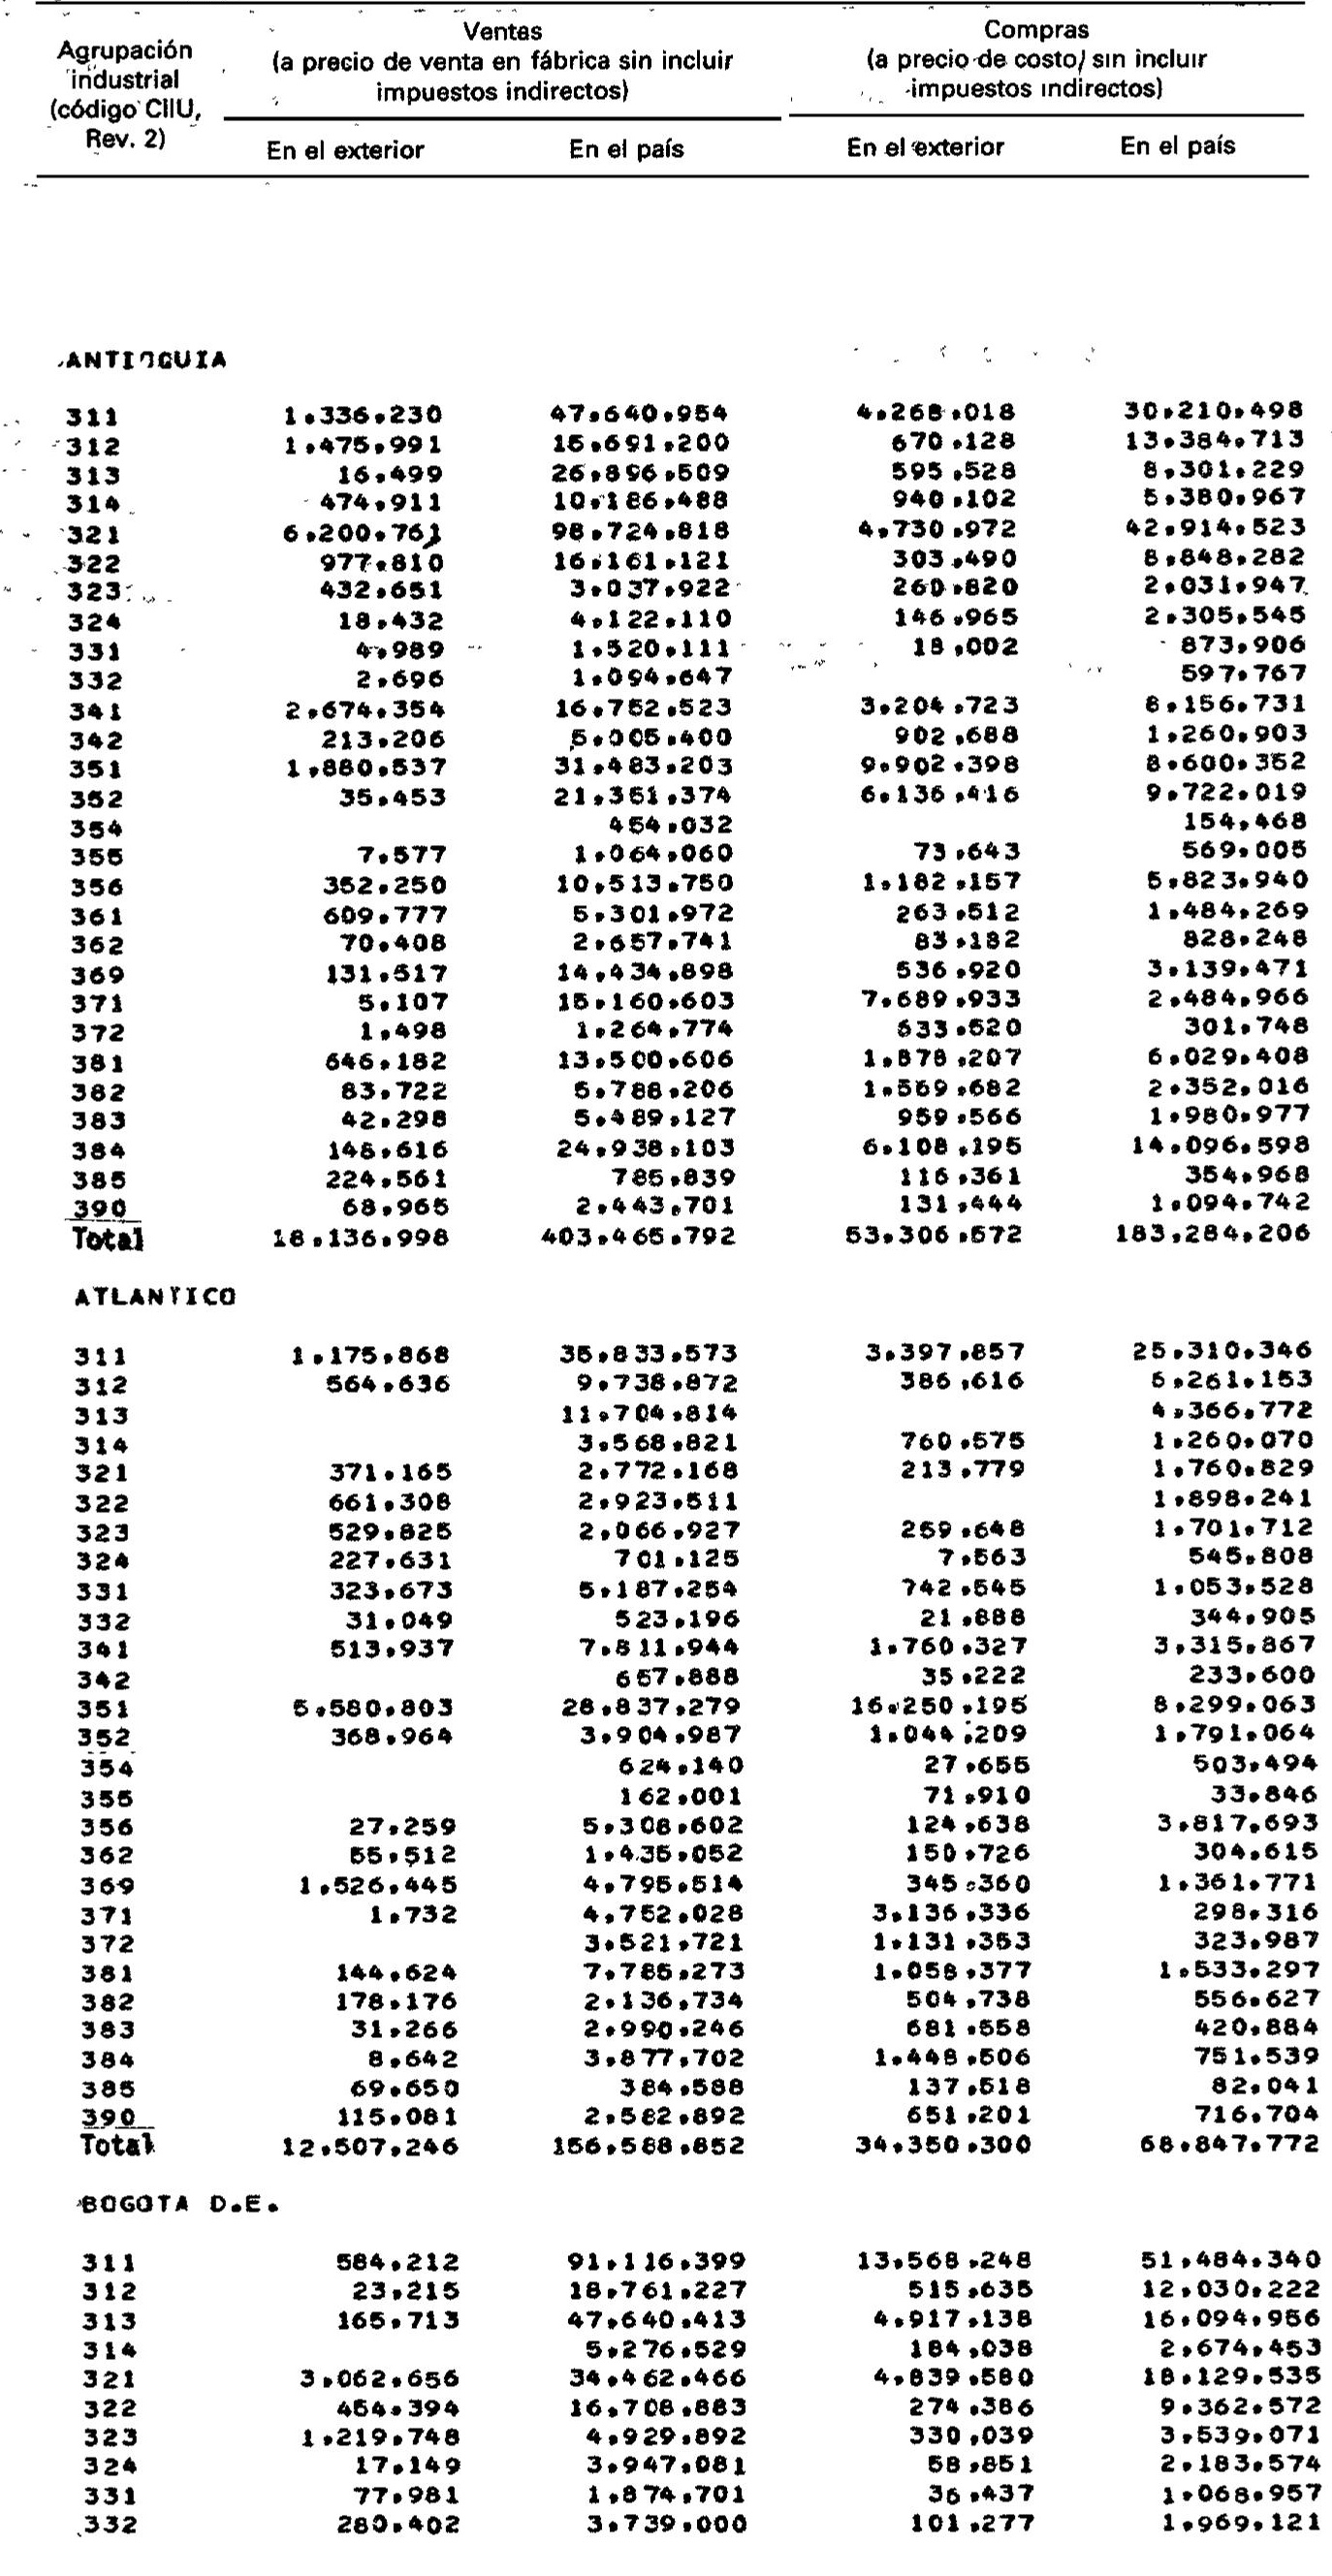 Agrupación industrial (código CIIU, Rev. 2) Ventas (a precio de venta en fábrica sin incluir impuestos indirectos) Compras (a precio de costo/ sin incluir impuestos indirectos)
En el exterior En el país En el exterior En el país
ANTIOQUIA
311 1.336.230 47.640.954 4.268.018 30.210.498
312 1.475.991 15.691.200 670.128 13.384.713
313 16.499 26.896.509 595.528 8.301.229
314 474.911 10.186.488 940.102 5.380.967
321 6.200.761 98.724.818 4.730.972 42.914.523
322 977.810 16.161.121 303.490 8.848.282
323 432.651 3.037.922 260.820 2.031.947
324 18.432 4.122.110 146.965 2.305.545
331 4.989 1.520.111 18.002 873.906
332 2.696 1.094.647 597.767
341 2.674.354 16.752.523 3.204.723 8.156.731
342 213.206 5.005.400 902.688 1.260.903
351 1.880.537 31.483.203 9.902.398 8.600.352
352 35.453 21.351.374 6.136.416 9.722.019
354 454.032 154.468
355 7.577 1.064.060 73.643 569.005
356 352.250 10.513.750 1.182.157 5.823.940
361 609.777 5.301.972 263.512 1.484.269
362 70.408 2.657.741 83.182 828.248
369 131.517 14.434.898 536.920 3.139.471
371 5.107 15.160.603 7.689.933 2.484.966
372 1.498 1.264.774 633.520 301.748
381 646.182 13.500.606 1.878.207 6.029.408
382 83.722 5.788.206 1.569.682 2.352.016
383 42.298 5.489.127 959.566 1.980.977
384 148.616 24.938.103 6.108.195 14.096.598
385 224.561 785.839 116.361 354.968
390 68.965 2.443.701 131.444 1.094.742
Total 18.136.998 403.465.792 53.306.572 183.284.206
ATLANTICO
311 1.175.868 35.833.573 3.397.857 25.310.346
312 564.636 9.738.872 386.616 5.261.153
313 11.704.814 4.366.772
314 3.568.821 760.575 1.260.070
321 371.165 2.772.168 213.779 1.760.829
322 661.308 2.923.511 1.898.241
323 529.825 2.066.927 259.648 1.701.712
324 227.631 701.125 7.563 545.808
331 323.673 5.187.254 742.545 1.053.528
332 31.049 523.196 21.888 344.905
341 513.937 7.811.944 1.760.327 3.315.867
342 657.888 35.222 233.600
351 5.580.803 28.837.279 16.250.195 8.299.063
352 368.964 3.904.987 1.044.209 1.791.064
354 624.140 27.655 503.494
355 162.001 71.910 33.846
356 27.259 5.308.602 124.638 3.817.693
362 55.512 1.435.052 150.726 304.615
369 1.526.445 4.795.514 345.360 1.361.771
371 1.732 4.752.028 3.136.336 298.316
372 3.521.721 1.131.353 323.987
381 144.624 7.785.273 1.058.377 1.533.297
382 178.176 2.136.734 504.738 556.627
383 31.266 2.990.246 681.558 420.884
384 8.642 3.877.702 1.448.506 751.539
385 69.650 384.588 137.518 82.041
390 115.081 2.582.892 651.201 716.704
Total 12.507.246 156.588.852 34.350.300 68.847.772
BOGOTA D.E.
311 584.212 91.116.399 13.568.248 51.484.340
312 23.215 18.761.227 515.635 12.030.222
313 165.713 47.640.413 4.917.138 16.094.956
314 5.276.529 184.038 2.674.453
321 3.062.656 34.462.466 4.839.580 18.129.535
322 454.394 16.708.883 274.386 9.362.572
323 1.219.748 4.929.892 330.039 3.539.071
324 17.149 3.947.081 58.851 2.183.574
331 77.981 1.874.701 36.437 1.068.957
332 280.402 3.739.000 101.277 1.969.121